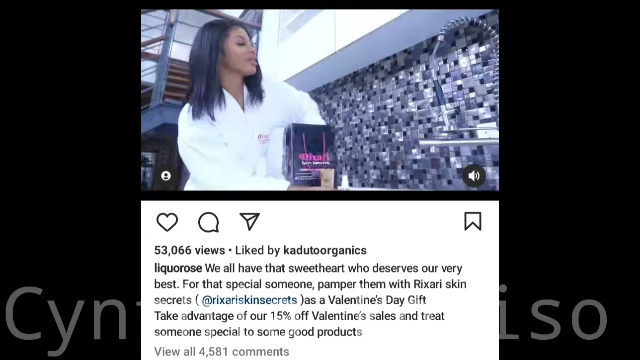 Rixari
53,066 views • Liked by kadutoorganics
liquorose We all have that sweetheart who deserves our very
best. For that special someone, pamper them with Rixari skin
secrets ( @rixariskinsecrets )as a Valentine's Day Gift
Take advantage of our 15% off Valentine's sales and treat
someone special to some good products
View all 4,581 comments